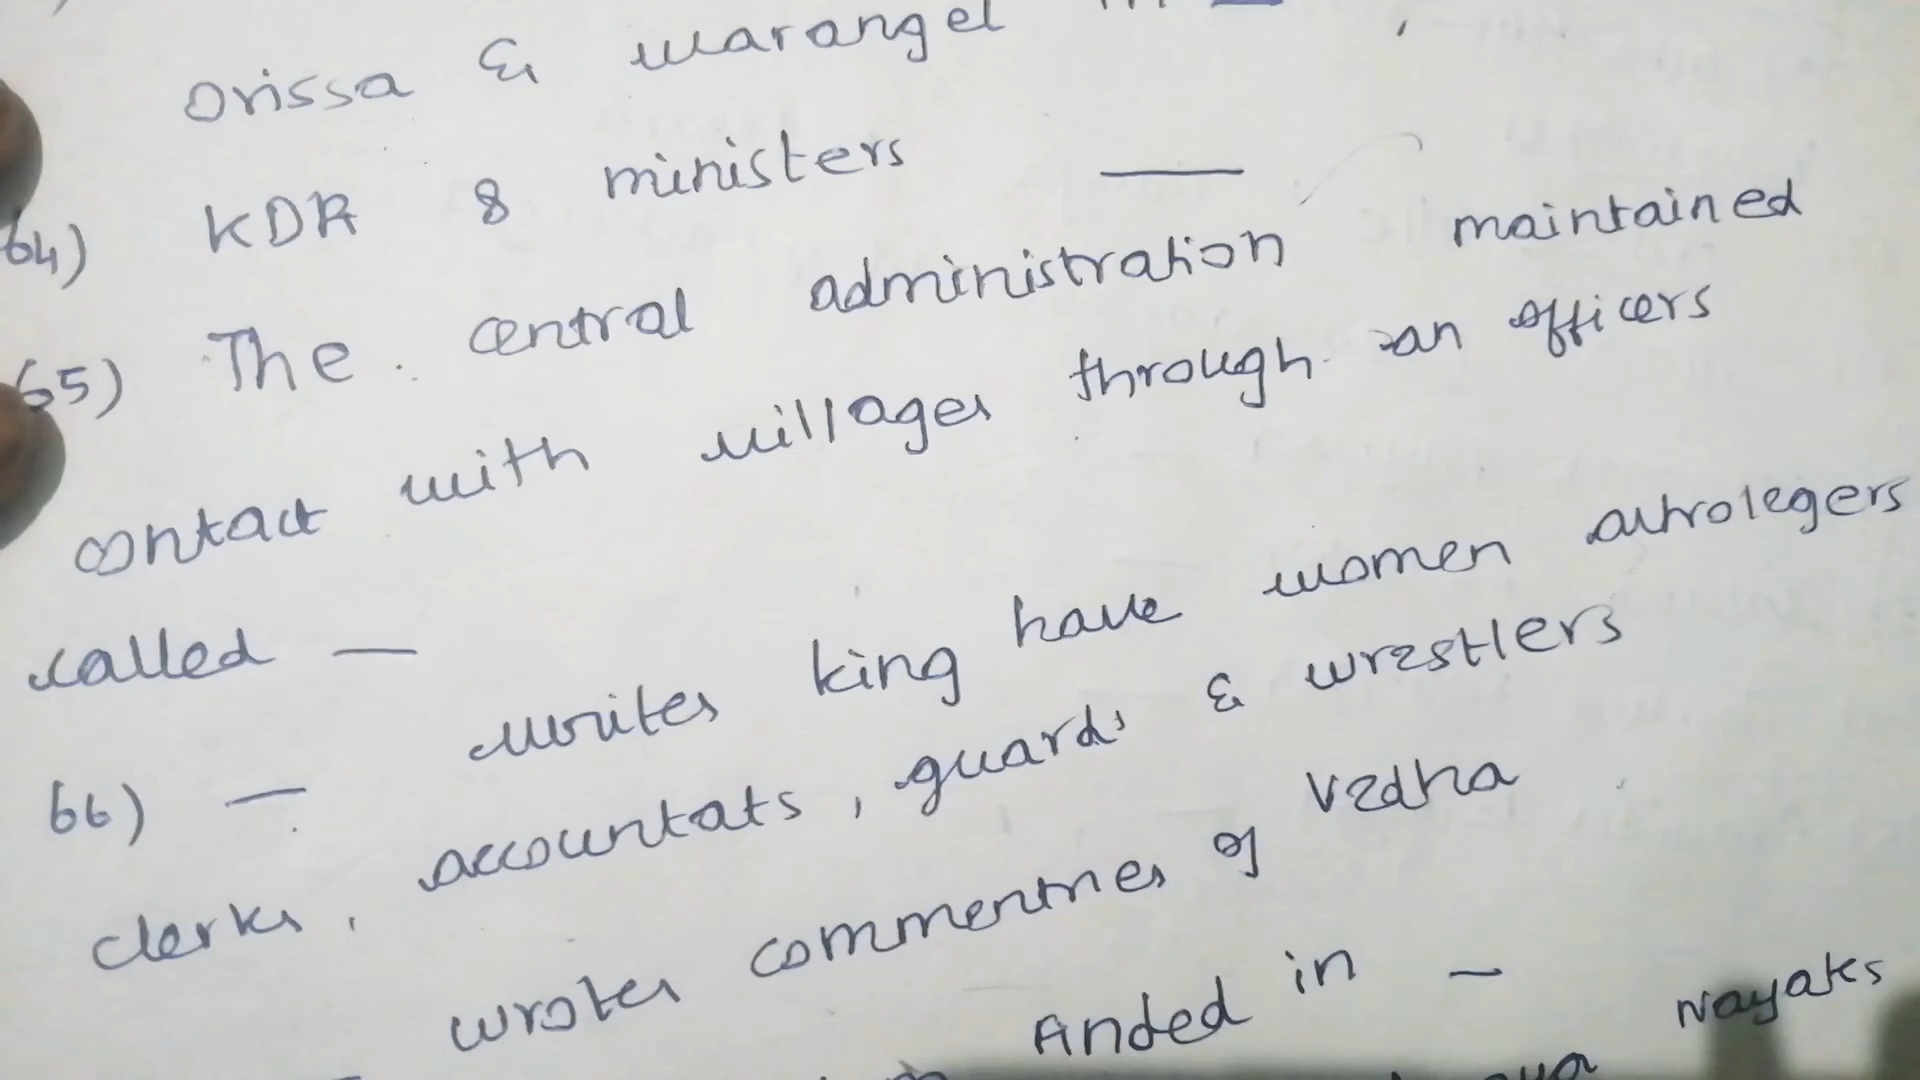 Orissa & warangel
64) KDR 8 ministers —
65) The central administration maintained
contact with villages through an officers
called —
66) — writes king have women astrolegers
clerks, accountats, guards & wrestlers
wrotes commentries of Vedha
Anded in —
Nayaks